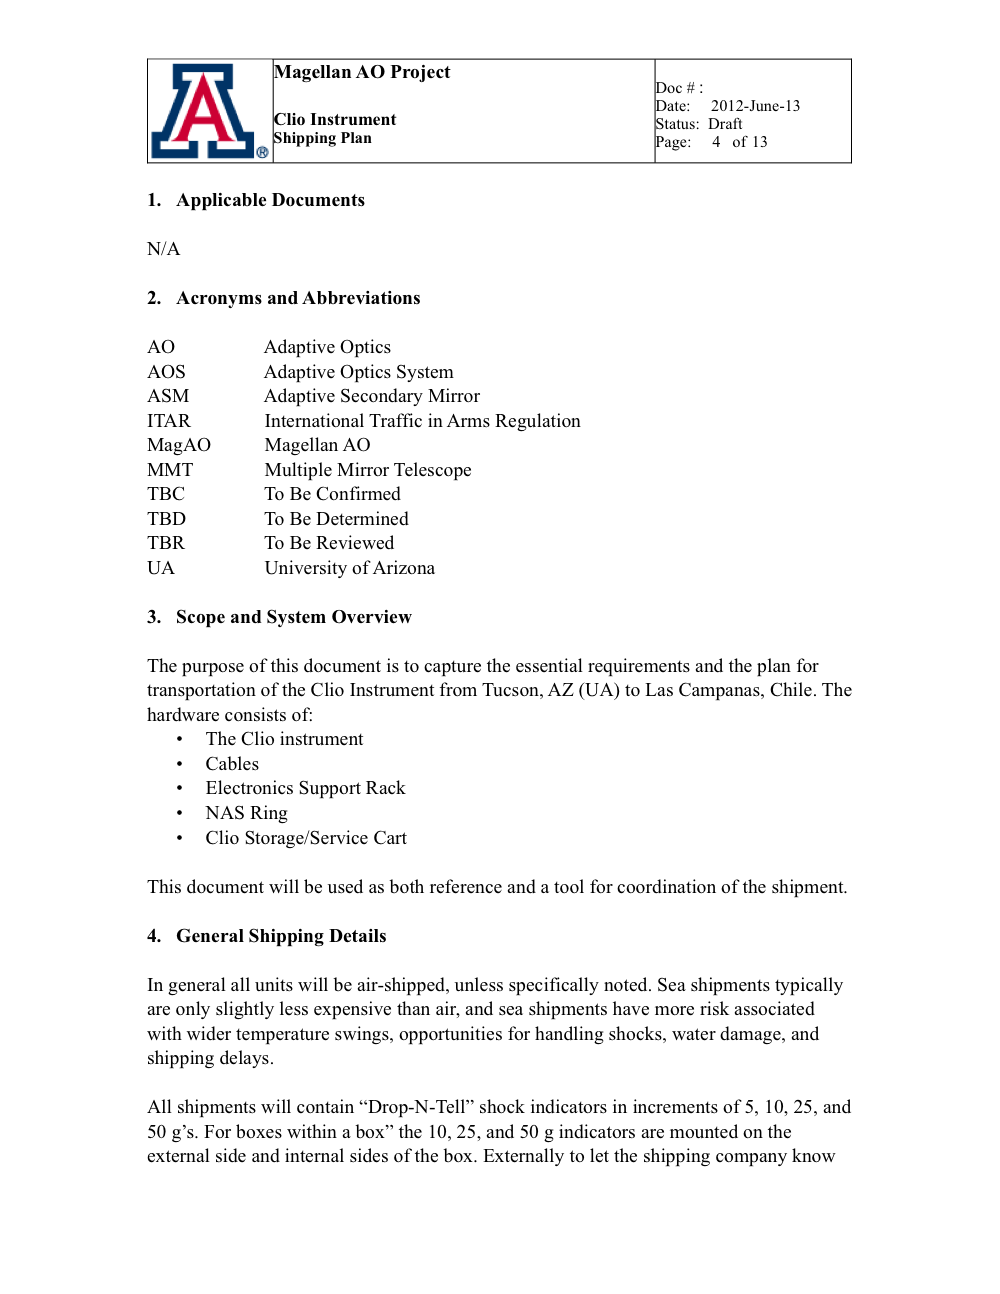 Magellan AO Project
Clio Instrument
Shipping Plan
Doc # :
Date: 2012-June-13
Status: Draft
Page: 4 of 13
A
®
1. Applicable Documents
N/A
2. Acronyms and Abbreviations
AO Adaptive Optics
AOS Adaptive Optics System
ASM Adaptive Secondary Mirror
ITAR International Traffic in Arms Regulation
MagAO Magellan AO
MMT Multiple Mirror Telescope
TBC To Be Confirmed
TBD To Be Determined
TBR To Be Reviewed
UA University of Arizona
3. Scope and System Overview
The purpose of this document is to capture the essential requirements and the plan for
transportation of the Clio Instrument from Tucson, AZ (UA) to Las Campanas, Chile. The
hardware consists of:
• The Clio instrument
• Cables
• Electronics Support Rack
• NAS Ring
• Clio Storage/Service Cart
This document will be used as both reference and a tool for coordination of the shipment.
4. General Shipping Details
In general all units will be air-shipped, unless specifically noted. Sea shipments typically
are only slightly less expensive than air, and sea shipments have more risk associated
with wider temperature swings, opportunities for handling shocks, water damage, and
shipping delays.
All shipments will contain “Drop-N-Tell” shock indicators in increments of 5, 10, 25, and
50 g’s. For boxes within a box” the 10, 25, and 50 g indicators are mounted on the
external side and internal sides of the box. Externally to let the shipping company know